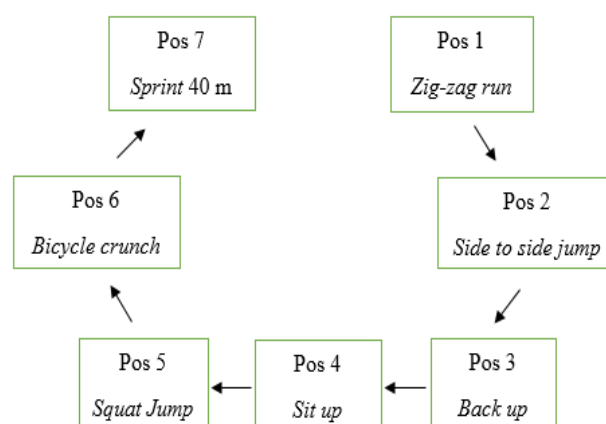 Pos 1
Zig-zag run
Pos 2
Side to side jump
Pos 3
Back up
Pos 4
Sit up
Pos 5
Squat Jump
Pos 6
Bicycle crunch
Pos 7
Sprint 40 m